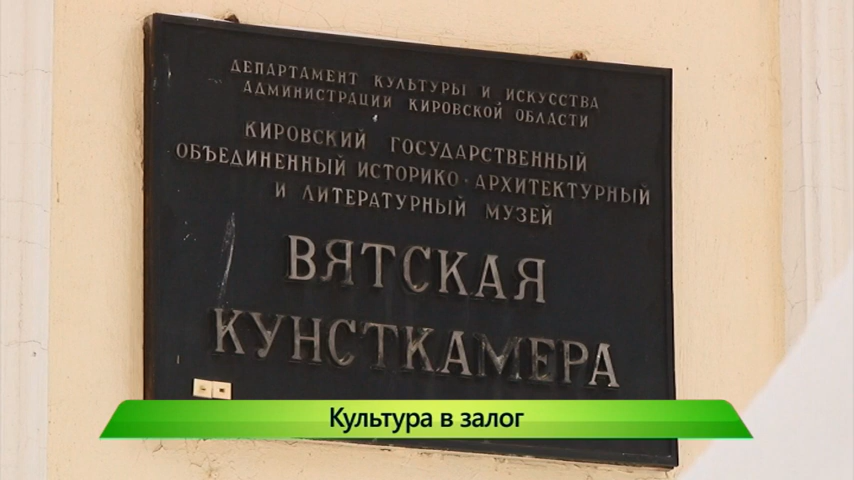 ДЕПАРТАМЕНТ КУЛЬТУРЫ И ИСКУССТВА
АДМИНИСТРАЦИИ КИРОВСКОЙ ОБЛАСТИ
КИРОВСКИЙ ГОСУДАРСТВЕННЫЙ
ОБЪЕДИНЕННЫЙ ИСТОРИКО-АРХИТЕКТУРНЫЙ
И ЛИТЕРАТУРНЫЙ МУЗЕЙ
ВЯТСКАЯ
КУНСТКАМЕРА
Культура в залог